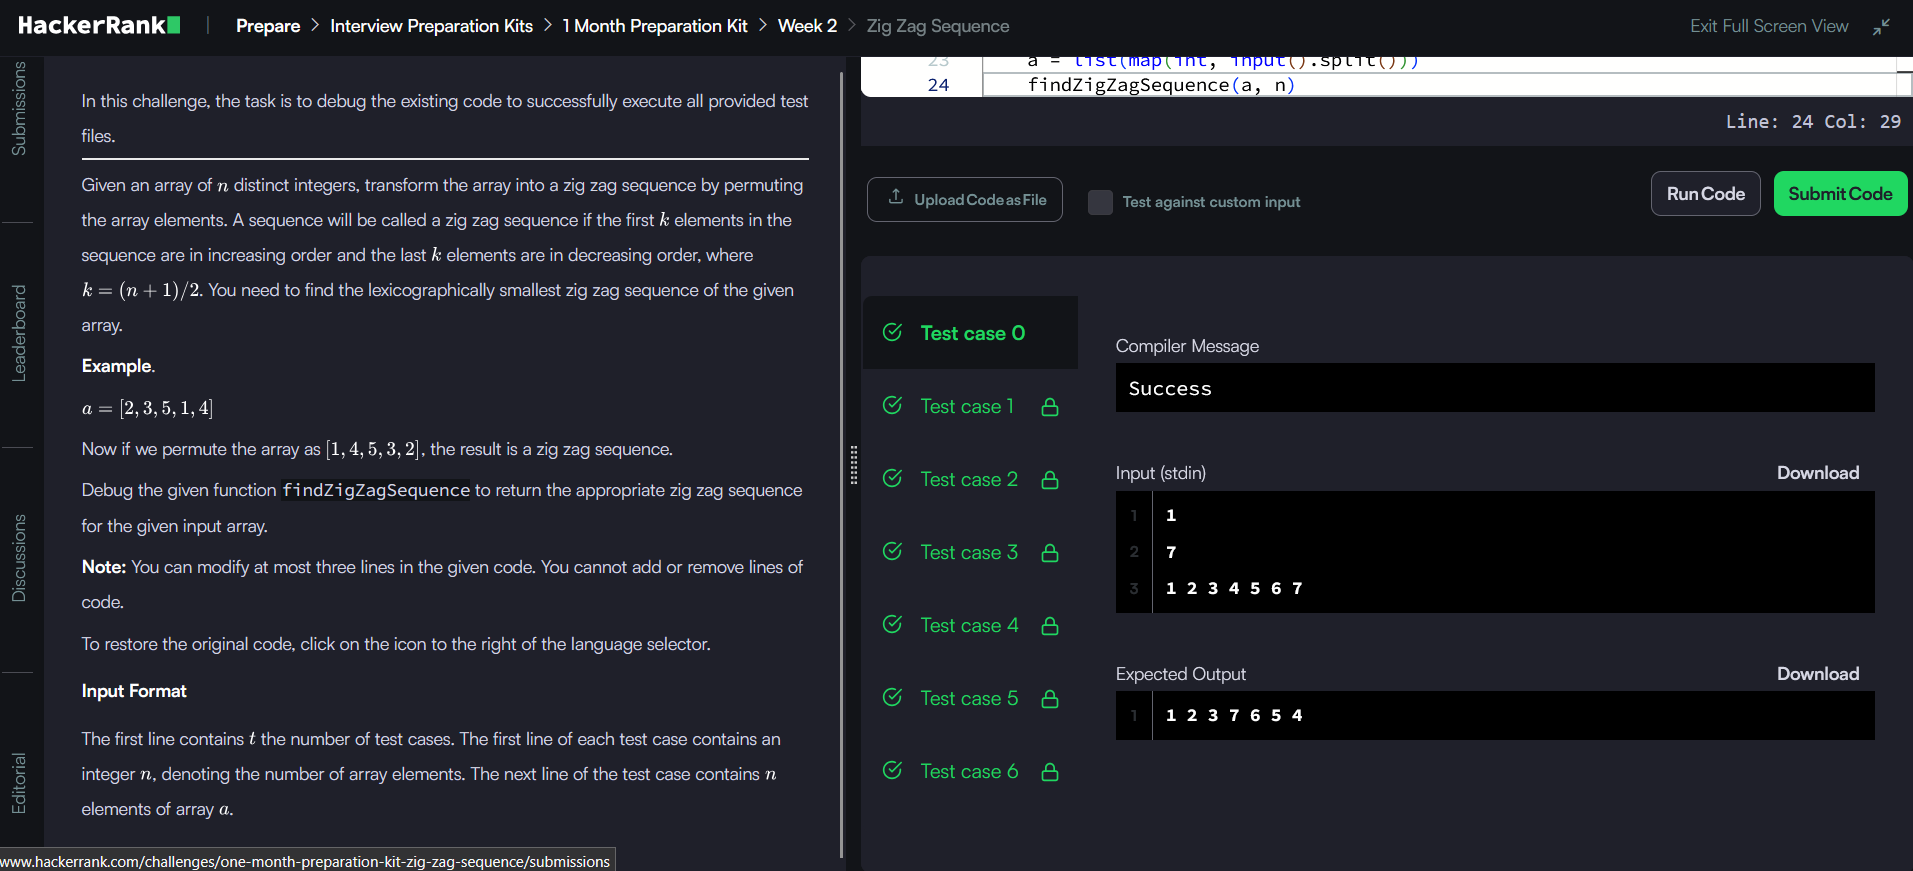 HackerRank | Prepare > Interview Preparation Kits > 1 Month Preparation Kit > Week 2 > Zig Zag Sequence Exit Full Screen View
Submissions
Leaderboard
Discussions
Editorial
In this challenge, the task is to debug the existing code to successfully execute all provided test
files.
Given an array of n distinct integers, transform the array into a zig zag sequence by permuting
the array elements. A sequence will be called a zig zag sequence if the first k elements in the
sequence are in increasing order and the last k elements are in decreasing order, where
k = (n + 1)/2. You need to find the lexicographically smallest zig zag sequence of the given
array.
Example.
a = [2, 3, 5, 1, 4]
Now if we permute the array as [1, 4, 5, 3, 2], the result is a zig zag sequence.
Debug the given function findZigZagSequence to return the appropriate zig zag sequence
for the given input array.
Note: You can modify at most three lines in the given code. You cannot add or remove lines of
code.
To restore the original code, click on the icon to the right of the language selector.
Input Format
The first line contains t the number of test cases. The first line of each test case contains an
integer n, denoting the number of array elements. The next line of the test case contains n
elements of array a.
www.hackerrank.com/challenges/one-month-preparation-kit-zig-zag-sequence/submissions
23 a = list(map(int, input().split()))
24 findZigZagSequence(a, n)
Line: 24 Col: 29
Upload Code as File
Test against custom input
Run Code
Submit Code
Test case 0
Test case 1
Test case 2
Test case 3
Test case 4
Test case 5
Test case 6
Compiler Message
Success
Input (stdin) Download
1 1
2 7
3 1 2 3 4 5 6 7
Expected Output Download
1 1 2 3 7 6 5 4